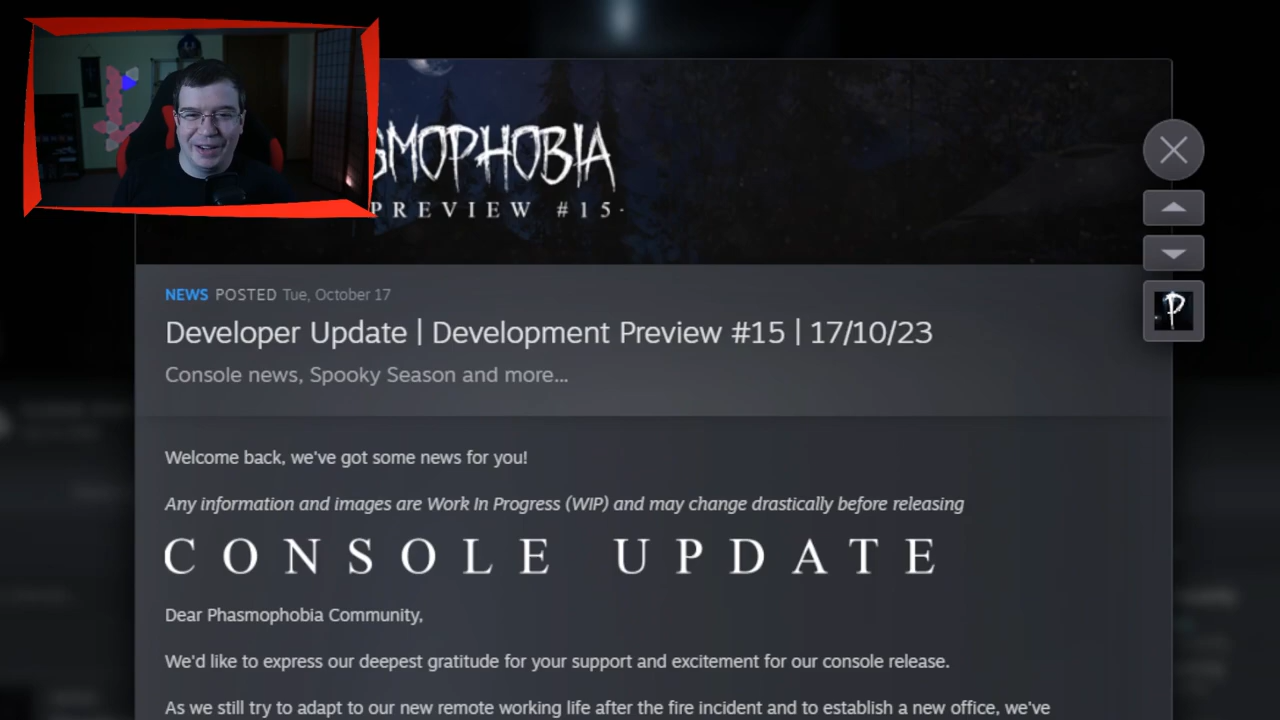 SMOPHOBIA
PREVIEW #15
NEWS POSTED Tue, October 17
Developer Update | Development Preview #15 | 17/10/23
Console news, Spooky Season and more...
Welcome back, we've got some news for you!
Any information and images are Work In Progress (WIP) and may change drastically before releasing
CONSOLE UPDATE
Dear Phasmophobia Community,
We'd like to express our deepest gratitude for your support and excitement for our console release.
As we still try to adapt to our new remote working life after the fire incident and to establish a new office, we've